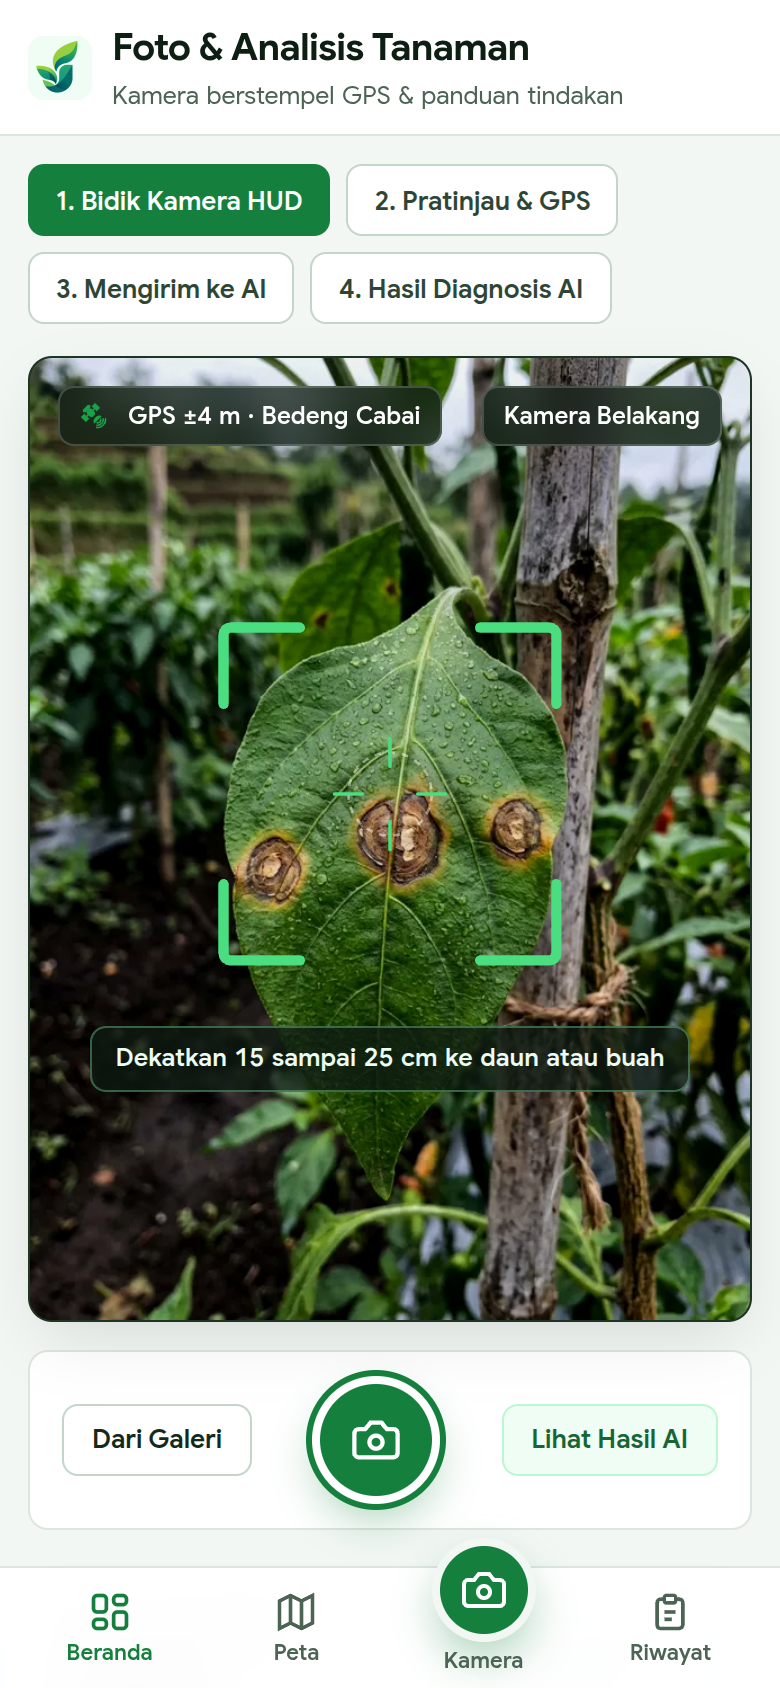 Foto & Analisis Tanaman
Kamera berstempel GPS & panduan tindakan
1. Bidik Kamera HUD
2. Pratinjau & GPS
3. Mengirim ke AI
4. Hasil Diagnosis AI
GPS ±4 m · Bedeng Cabai
Kamera Belakang
Dekatkan 15 sampai 25 cm ke daun atau buah
Dari Galeri
Lihat Hasil AI
Beranda
Peta
Kamera
Riwayat